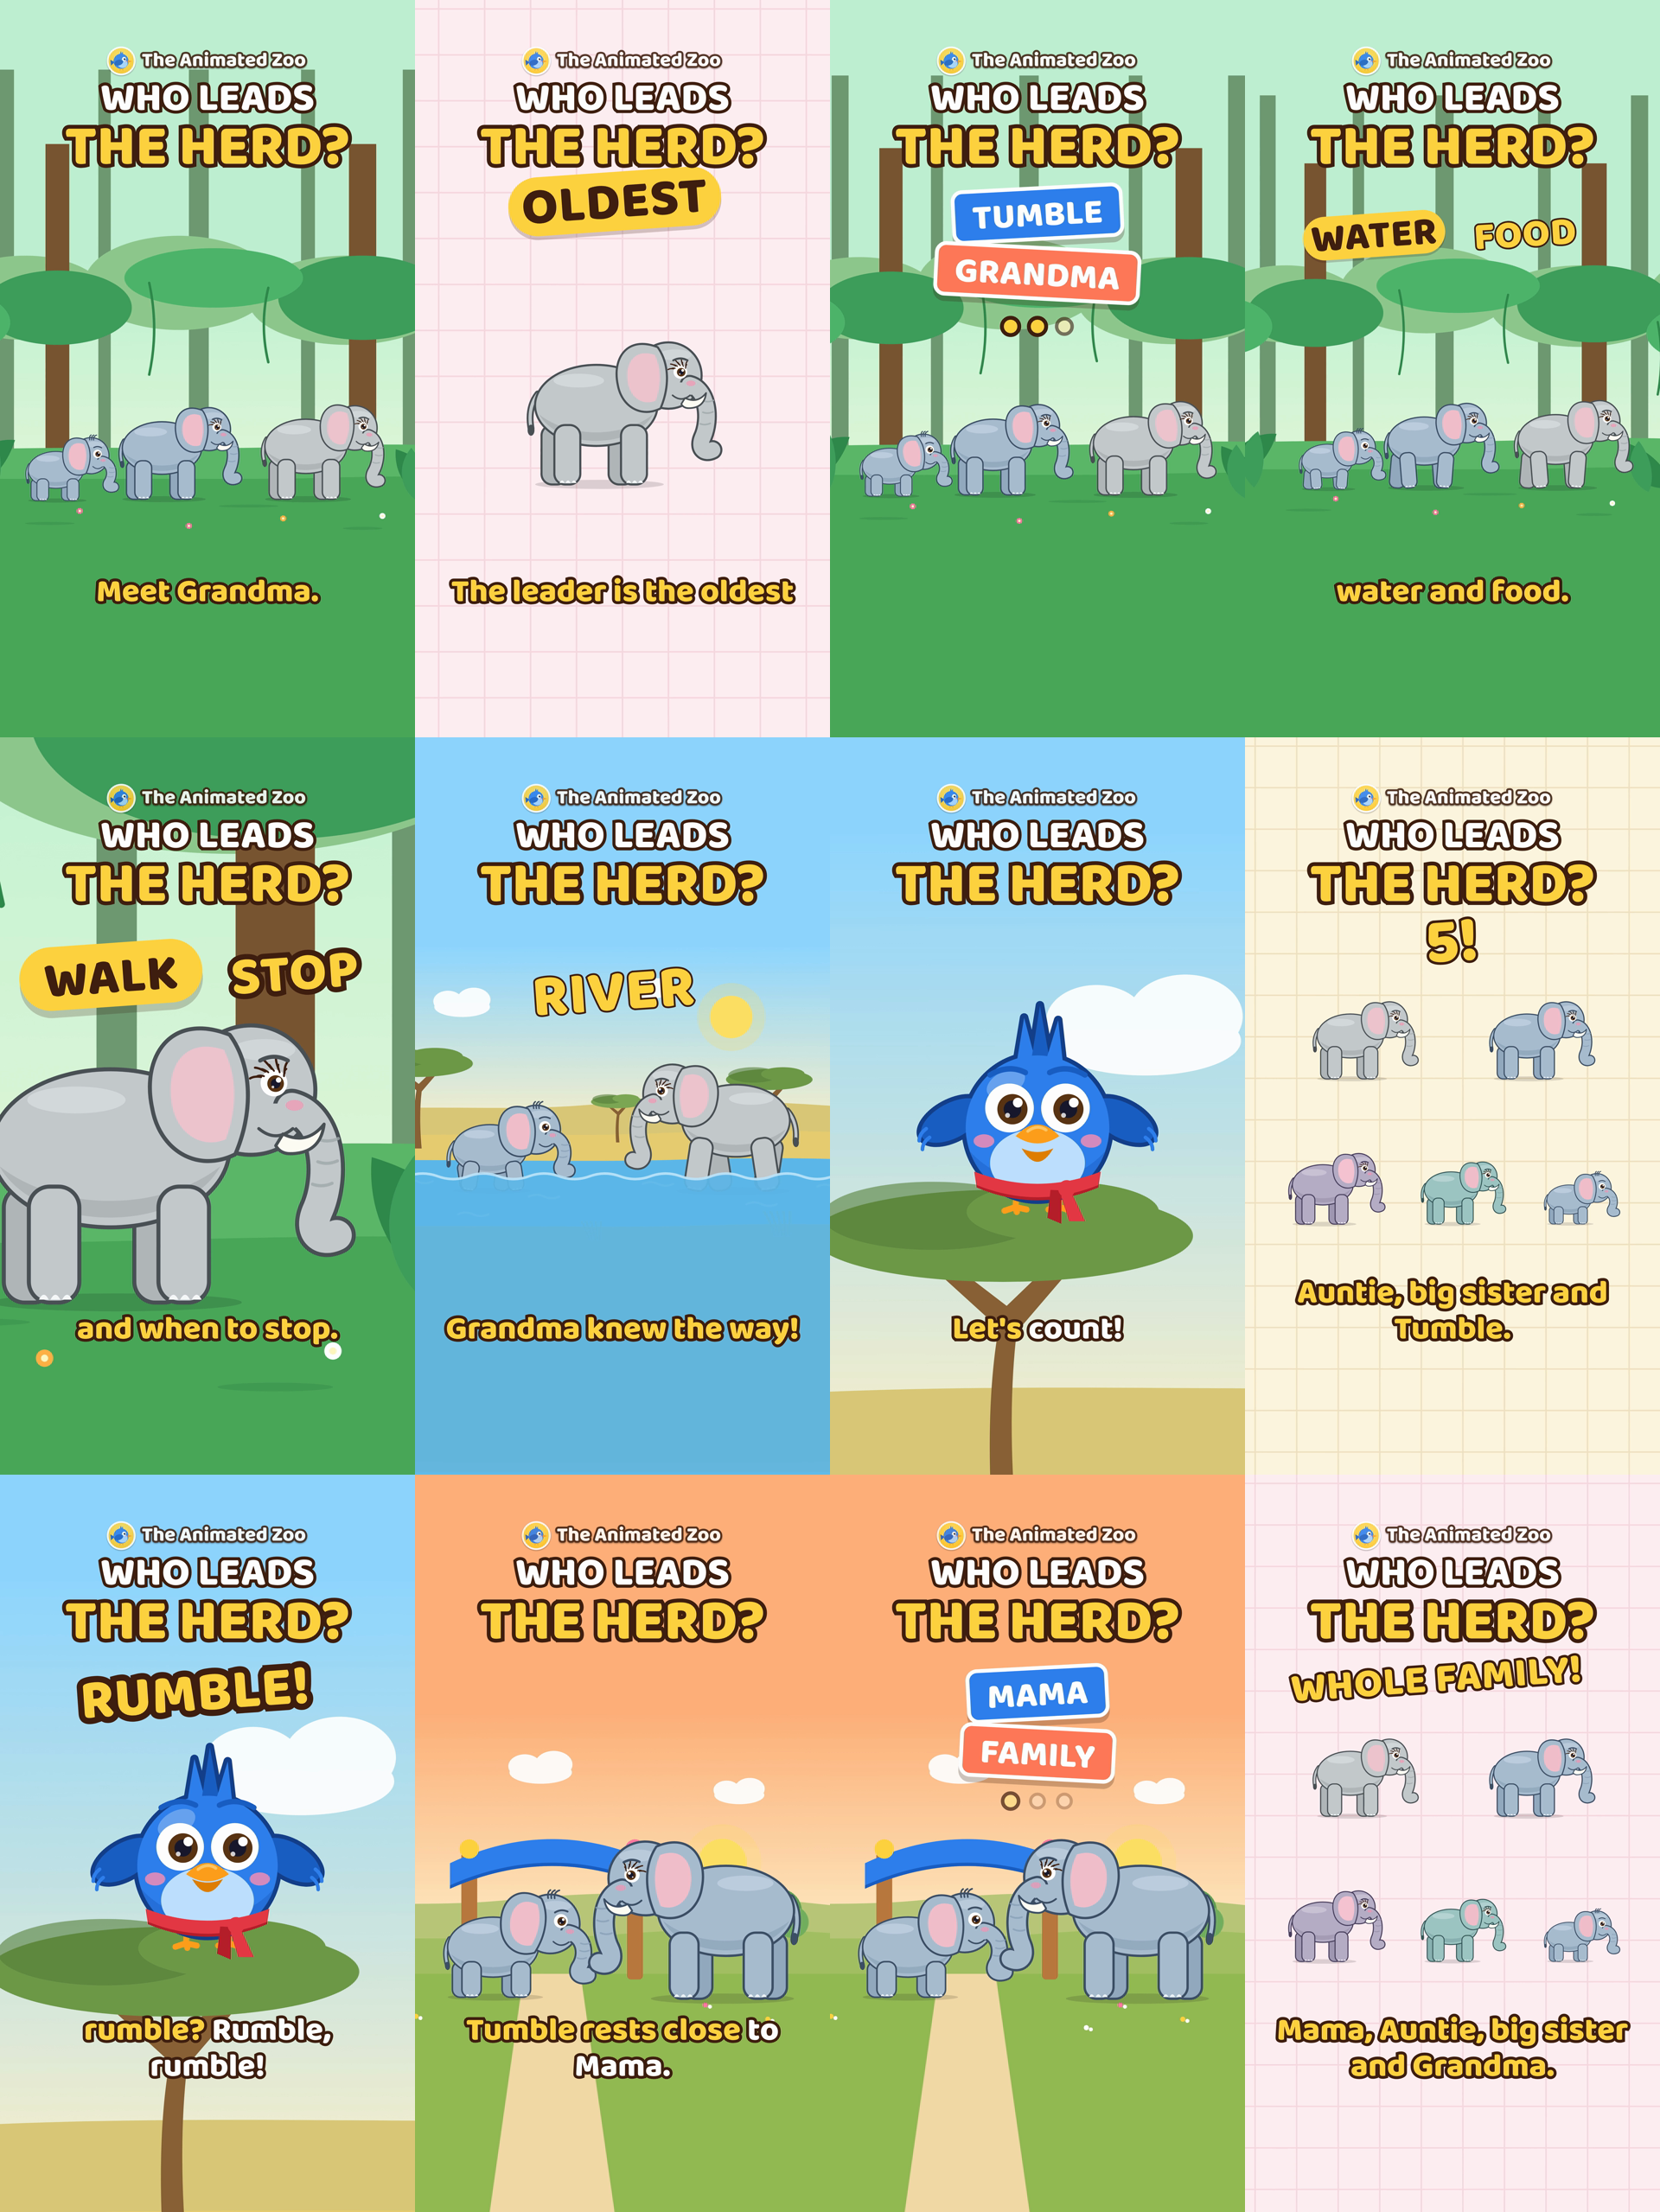 The Animated Zoo
WHO LEADS
THE HERD?
Meet Grandma.
The Animated Zoo
WHO LEADS
THE HERD?
OLDEST
The leader is the oldest
The Animated Zoo
WHO LEADS
THE HERD?
TUMBLE
GRANDMA
The Animated Zoo
WHO LEADS
THE HERD?
WATER FOOD
water and food.
The Animated Zoo
WHO LEADS
THE HERD?
WALK STOP
and when to stop.
The Animated Zoo
WHO LEADS
THE HERD?
RIVER
Grandma knew the way!
The Animated Zoo
WHO LEADS
THE HERD?
Let's count!
The Animated Zoo
WHO LEADS
THE HERD?
5!
Auntie, big sister and
Tumble.
The Animated Zoo
WHO LEADS
THE HERD?
RUMBLE!
rumble? Rumble,
rumble!
The Animated Zoo
WHO LEADS
THE HERD?
Tumble rests close to
Mama.
The Animated Zoo
WHO LEADS
THE HERD?
MAMA
FAMILY
The Animated Zoo
WHO LEADS
THE HERD?
WHOLE FAMILY!
Mama, Auntie, big sister
and Grandma.